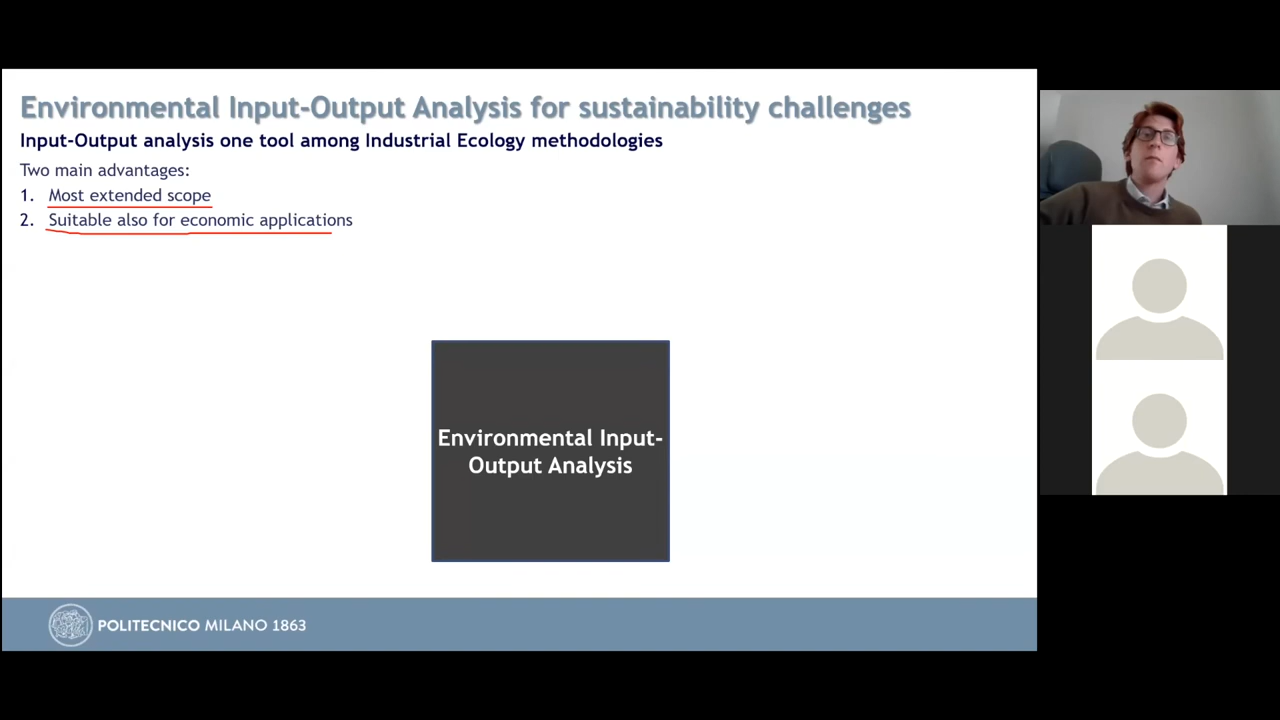 Environmental Input-Output Analysis for sustainability challenges
Input-Output analysis one tool among Industrial Ecology methodologies
Two main advantages:
1. Most extended scope
2. Suitable also for economic applications
Environmental Input-
Output Analysis
POLITECNICO MILANO 1863